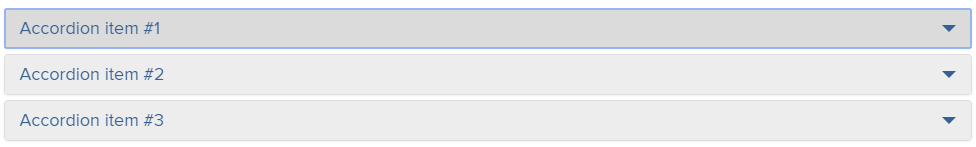 Accordion item #1
Accordion item #2
Accordion item #3